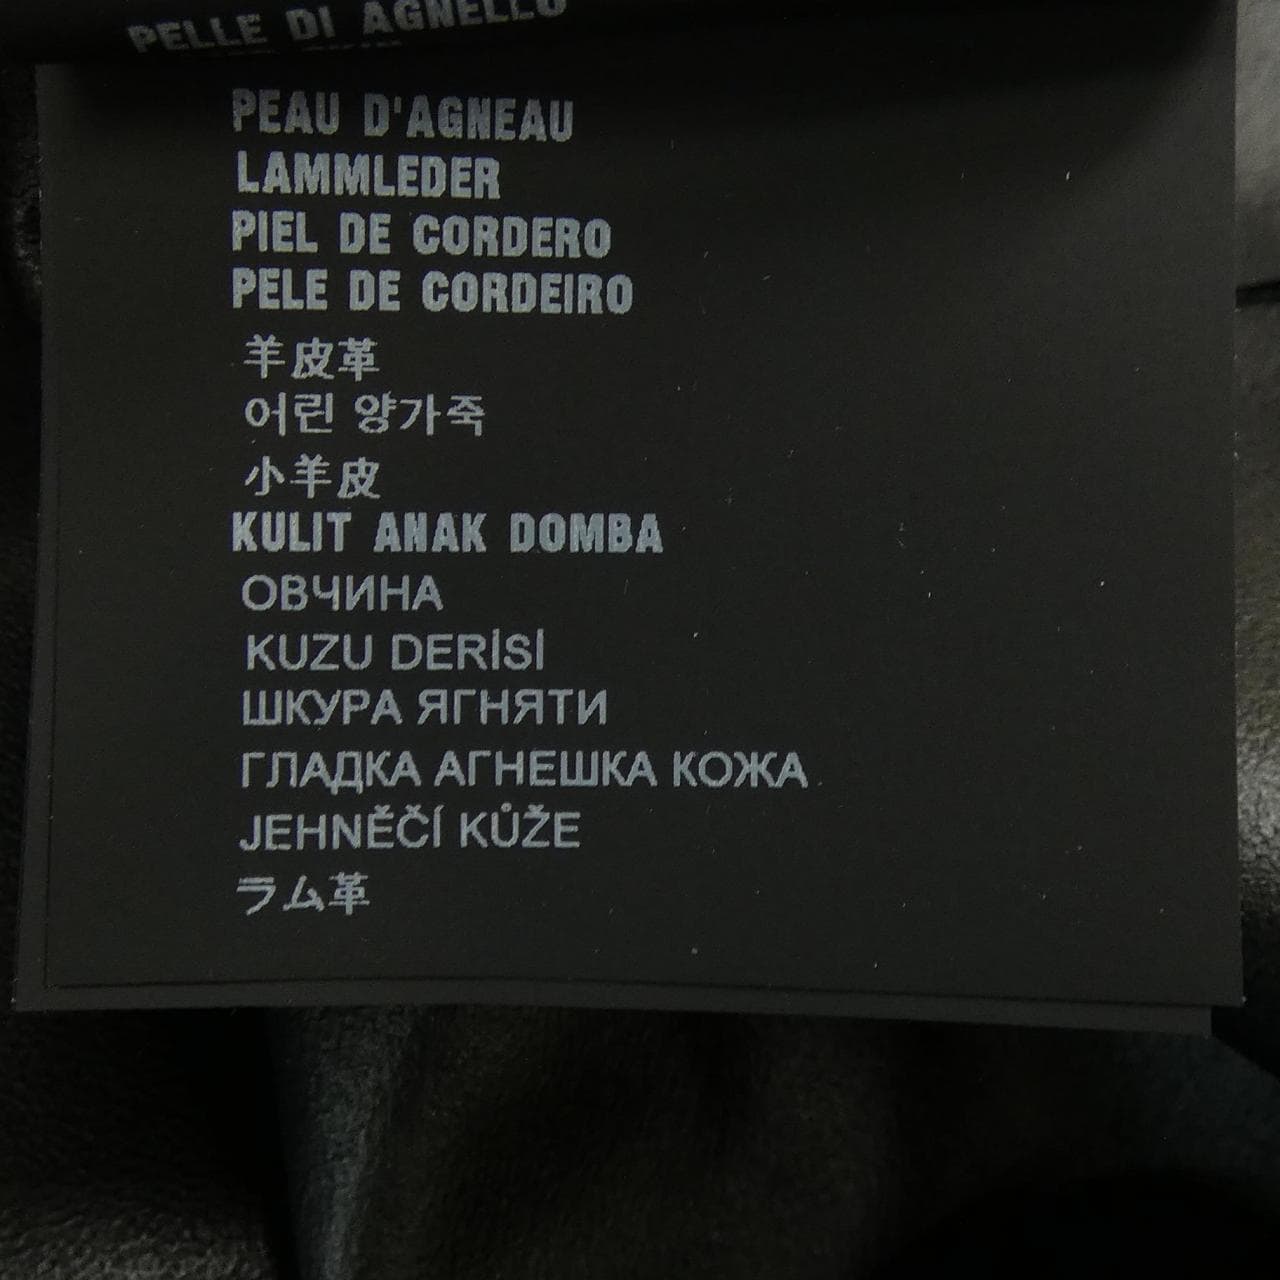 PELLE DI AGNELLO
PEAU D'AGNEAU
LAMMLEDER
PIEL DE CORDERO
PELE DE CORDEIRO
羊皮革
어린 양가죽
小羊皮
KULIT ANAK DOMBA
ОВЧИНА
KUZU DERİSİ
ШКУРА ЯГНЯТИ
ГЛАДКА АГНЕШКА КОЖА
JEHNĚČÍ KŮŽE
ラム革